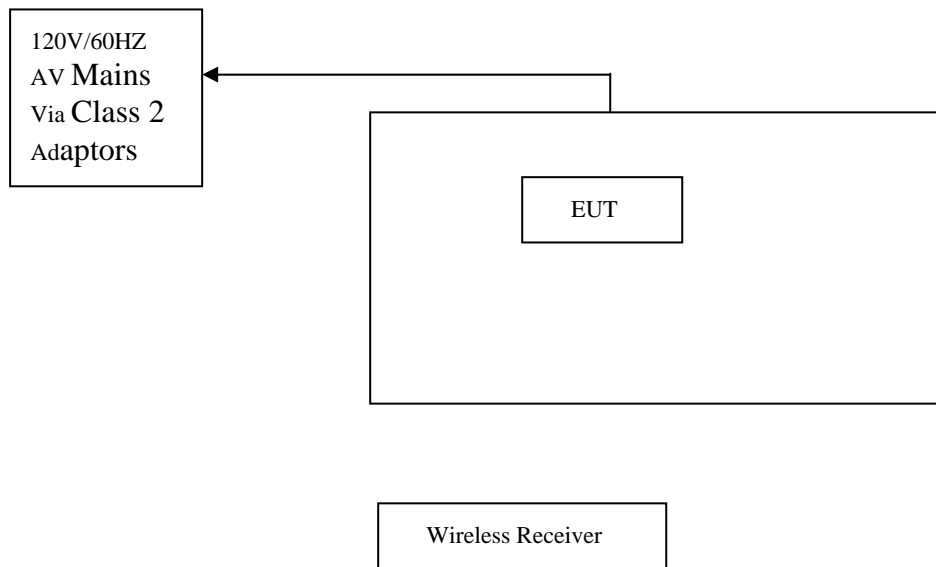 120V/60HZ
AV Mains
Via Class 2
Adaptors
EUT
Wireless Receiver